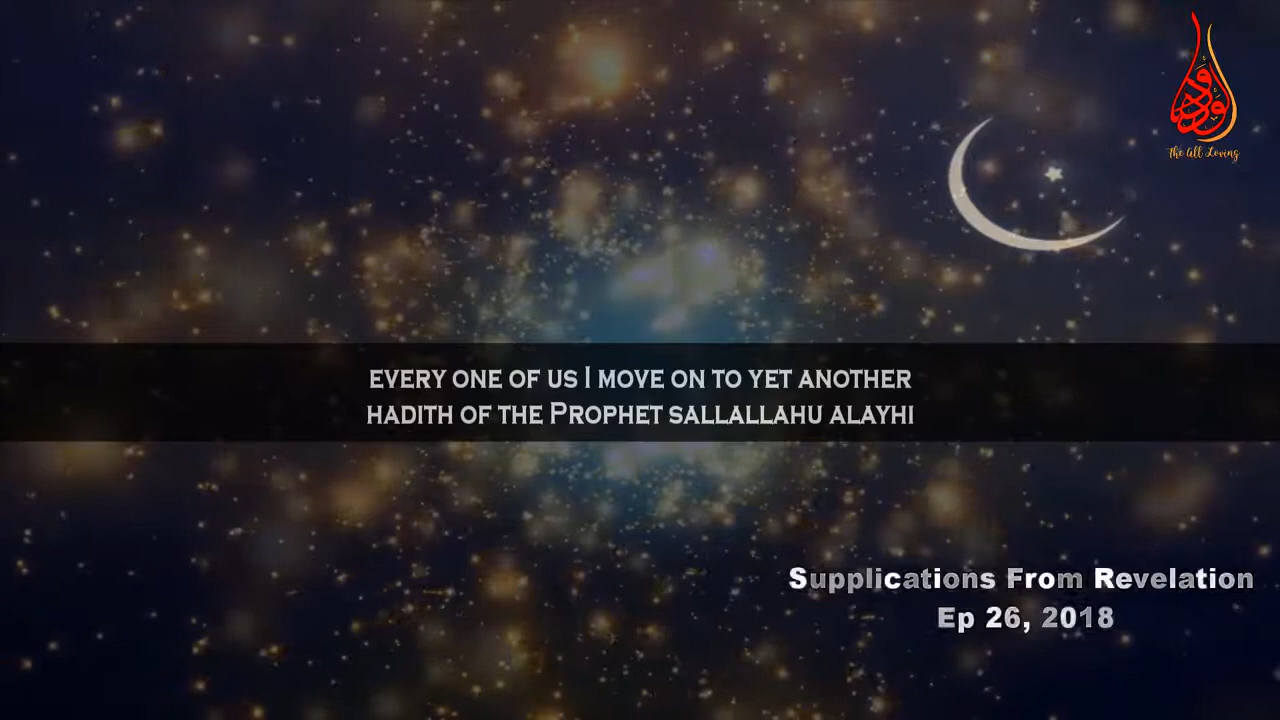 الودود
The All Loving
EVERY ONE OF US I MOVE ON TO YET ANOTHER
HADITH OF THE PROPHET SALLALLAHU ALAYHI
Supplications From Revelation
Ep 26, 2018